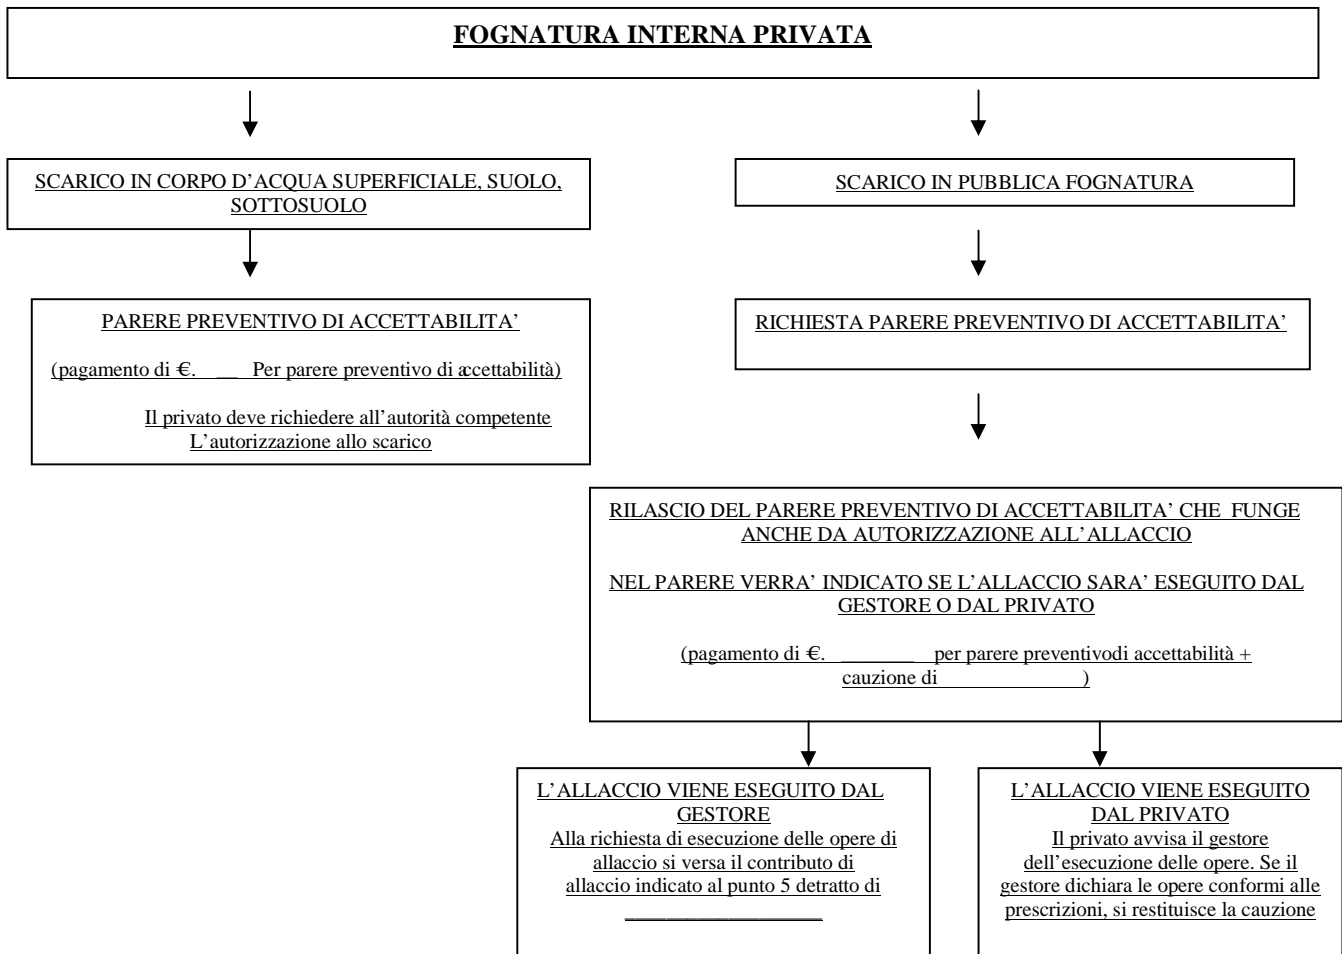 FOGNATURA INTERNA PRIVATA
SCARICO IN CORPO D’ACQUA SUPERFICIALE, SUOLO,
SOTTOSUOLO
SCARICO IN PUBBLICA FOGNATURA
PARERE PREVENTIVO DI ACCETTABILITA’
(pagamento di €. __ Per parere preventivo di accettabilità)
Il privato deve richiedere all’autorità competente
L’autorizzazione allo scarico
RICHIESTA PARERE PREVENTIVO DI ACCETTABILITA’
RILASCIO DEL PARERE PREVENTIVO DI ACCETTABILITA’ CHE FUNGE
ANCHE DA AUTORIZZAZIONE ALL’ALLACCIO
NEL PARERE VERRA’ INDICATO SE L’ALLACCIO SARA’ ESEGUITO DAL
GESTORE O DAL PRIVATO
(pagamento di €. _______ per parere preventivodi accettabilità +
cauzione di ______________)
L’ALLACCIO VIENE ESEGUITO DAL
GESTORE
Alla richiesta di esecuzione delle opere di
allaccio si versa il contributo di
allaccio indicato al punto 5 detratto di
___________________
L’ALLACCIO VIENE ESEGUITO
DAL PRIVATO
Il privato avvisa il gestore
dell’esecuzione delle opere. Se il
gestore dichiara le opere conformi alle
prescrizioni, si restituisce la cauzione